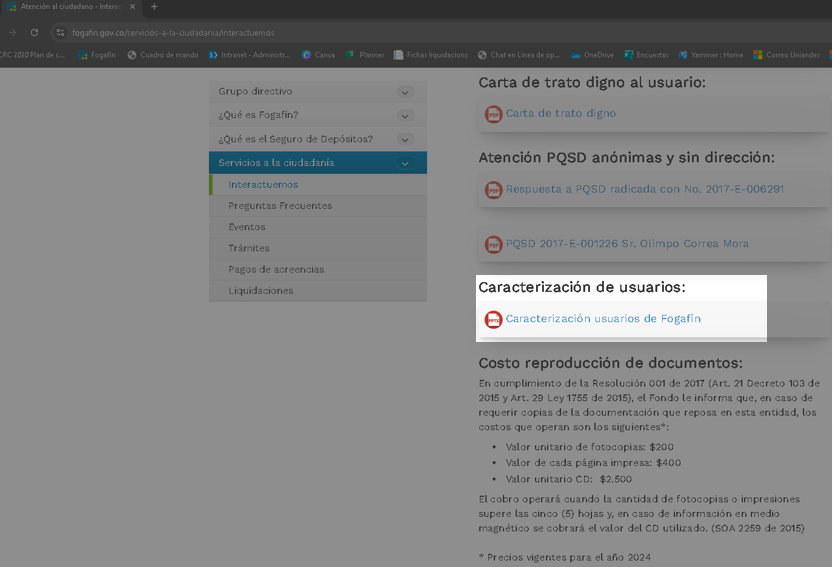 Atención al ciudadano - Interac
fogafin.gov.co/servicios-a-la-ciudadania/interactuemos
CRC 2020 Plan de c...
Fogafín
Cuadro de mando
Intranet - Administr...
Canva
Planner
Fichas liquidacions
Chat en Línea de op...
OneDrive
Encuestas
Yammer : Home
Correo Uniandes
Grupo directivo
¿Qué es Fogafín?
¿Qué es el Seguro de Depósitos?
Servicios a la ciudadanía
Interactuemos
Preguntas Frecuentes
Eventos
Trámites
Pagos de acreencias
Liquidaciones
Carta de trato digno al usuario:
PDF Carta de trato digno
Atención PQSD anónimas y sin dirección:
PDF Respuesta a PQSD radicada con No. 2017-E-006291
PDF PQSD 2017-E-001226 Sr. Olimpo Correa Mora
Caracterización de usuarios:
PPTX Caracterización usuarios de Fogafín
Costo reproducción de documentos:
En cumplimiento de la Resolución 001 de 2017 (Art. 21 Decreto 103 de
2015 y Art. 29 Ley 1755 de 2015), el Fondo le informa que, en caso de
requerir copias de la documentación que reposa en esta entidad, los
costos que operan son los siguientes*:
• Valor unitario de fotocopias: $200
• Valor de cada página impresa: $400
• Valor unitario CD: $2.500
El cobro operará cuando la cantidad de fotocopias o impresiones
supere las cinco (5) hojas y, en caso de información en medio
magnético se cobrará el valor del CD utilizado. (SOA 2259 de 2015)
* Precios vigentes para el año 2024